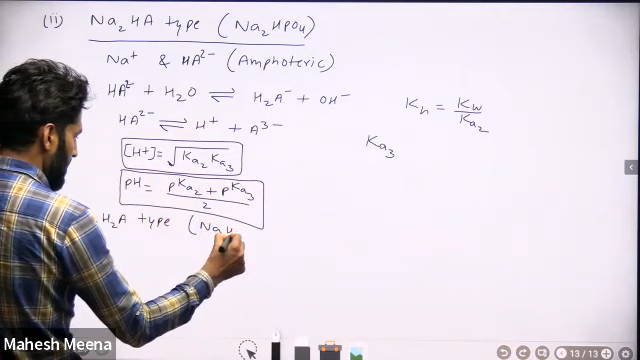 (ii) Na₂HA type (Na₂HPO₄)
Na⁺ & HA²⁻ (Amphoteric)
HA²⁻ + H₂O ⇌ H₂A⁻ + OH⁻
Kh = Kw / Ka₂
HA²⁻ ⇌ H⁺ + A³⁻
Ka₃
[H⁺] = √Ka₂ Ka₃
pH = pKa₂ + pKa₃ / 2
H₂A type (Na
Mahesh Meena
13 / 13